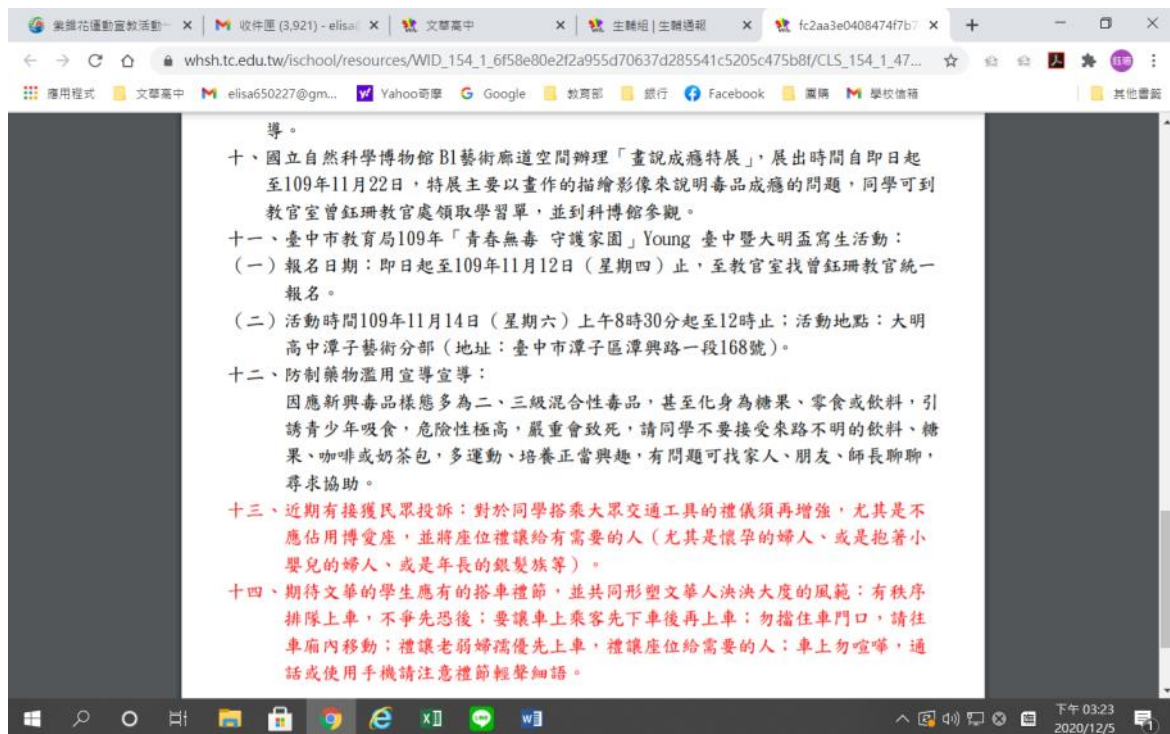 紫錐花運動宣教活動一
收件匣 (3,921) - elisa
文華高中
生輔組 | 生輔通報
fc2aa3e0408474f7b7
whsh.tc.edu.tw/ischool/resources/WID_154_1_6f58e80e2f2a955d70637d285541c5205c475b8f/CLS_154_1_47...
鈺珊
應用程式
文華高中
elisa650227@gm...
Yahoo奇摩
Google
教育部
銀行
Facebook
團購
學校信箱
其他書籤
導。
十、國立自然科學博物館 B1藝術廊道空間辦理「畫說成癮特展」,展出時間自即日起
至109年11月22日,特展主要以畫作的描繪影像來說明毒品成癮的問題,同學可到
教官室曾鈺珊教官處領取學習單,並到科博館參觀。
十一、臺中市教育局109年「青春無毒 守護家園」Young 臺中暨大明盃寫生活動:
(一)報名日期:即日起至109年11月12日(星期四)止,至教官室找曾鈺珊教官統一
報名。
(二)活動時間109年11月14日(星期六)上午8時30分起至12時止;活動地點:大明
高中潭子藝術分部(地址:臺中市潭子區潭興路一段168號)。
十二、防制藥物濫用宣導宣導:
因應新興毒品樣態多為二、三級混合性毒品,甚至化身為糖果、零食或飲料,引
誘青少年吸食,危險性極高,嚴重會致死,請同學不要接受來路不明的飲料、糖
果、咖啡或奶茶包,多運動、培養正當興趣,有問題可找家人、朋友、師長聊聊,
尋求協助。
十三、近期有接獲民眾投訴:對於同學搭乘大眾交通工具的禮儀須再增強,尤其是不
應佔用博愛座,並將座位禮讓給有需要的人(尤其是懷孕的婦人、或是抱著小
嬰兒的婦人、或是年長的銀髮族等)。
十四、期待文華的學生應有的搭車禮節,並共同形塑文華人泱泱大度的風範:有秩序
排隊上車,不爭先恐後;要讓車上乘客先下車後再上車;勿擋住車門口,請往
車廂內移動;禮讓老弱婦孺優先上車,禮讓座位給需要的人;車上勿喧嘩,通
話或使用手機請注意禮節輕聲細語。
下午 03:23
2020/12/5